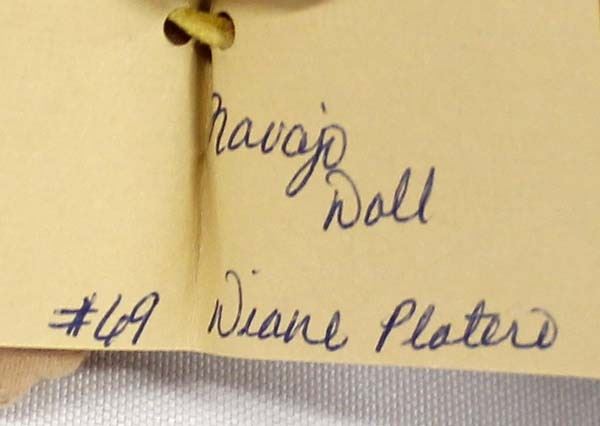 Navajo
Doll
#69 Diane Platero